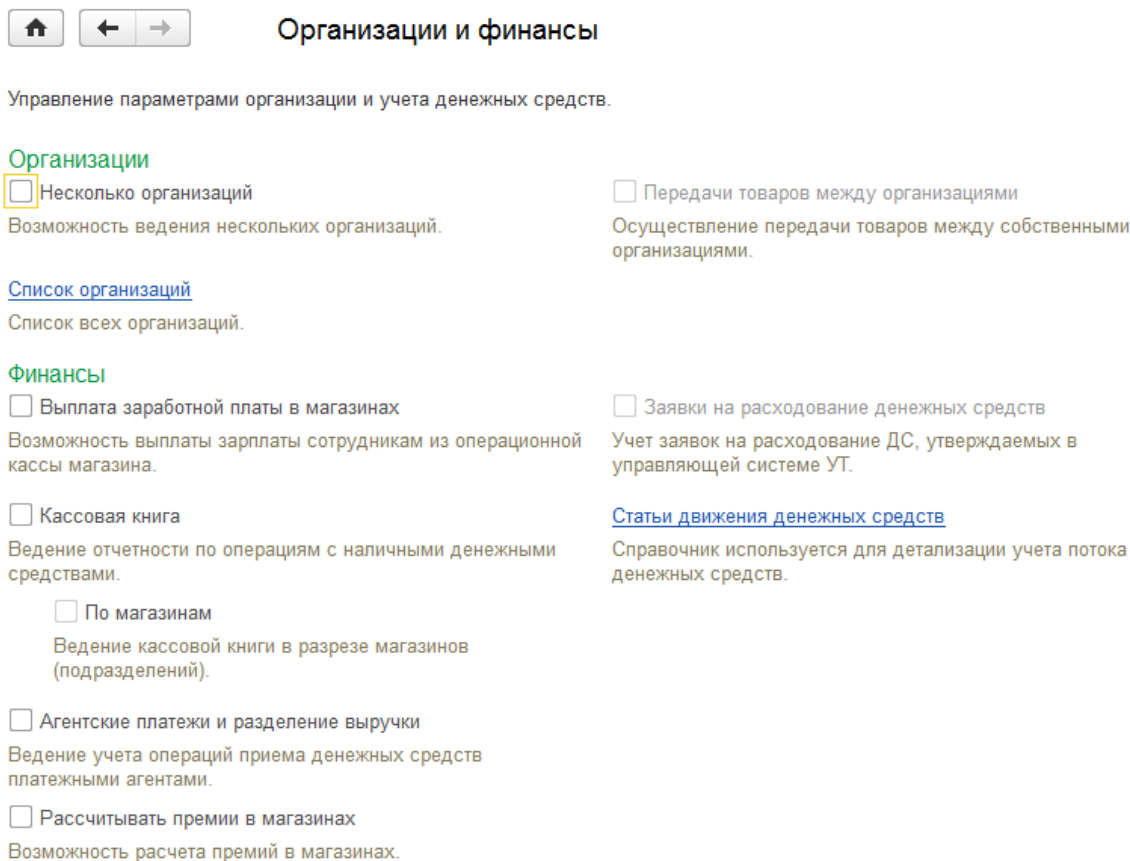 Организации и финансы
Управление параметрами организации и учета денежных средств.
Организации
Несколько организаций
Возможность ведения нескольких организаций.
Передачи товаров между организациями
Осуществление передачи товаров между собственными
организациями.
Список организаций
Список всех организаций.
Финансы
Выплата заработной платы в магазинах
Возможность выплаты зарплаты сотрудникам из операционной
кассы магазина.
Заявки на расходование денежных средств
Учет заявок на расходование ДС, утверждаемых в
управляющей системе УТ.
Кассовая книга
Ведение отчетности по операциям с наличными денежными
средствами.
Статьи движения денежных средств
Справочник используется для детализации учета потока
денежных средств.
По магазинам
Ведение кассовой книги в разрезе магазинов
(подразделений).
Агентские платежи и разделение выручки
Ведение учета операций приема денежных средств
платежными агентами.
Рассчитывать премии в магазинах
Возможность расчета премий в магазинах.